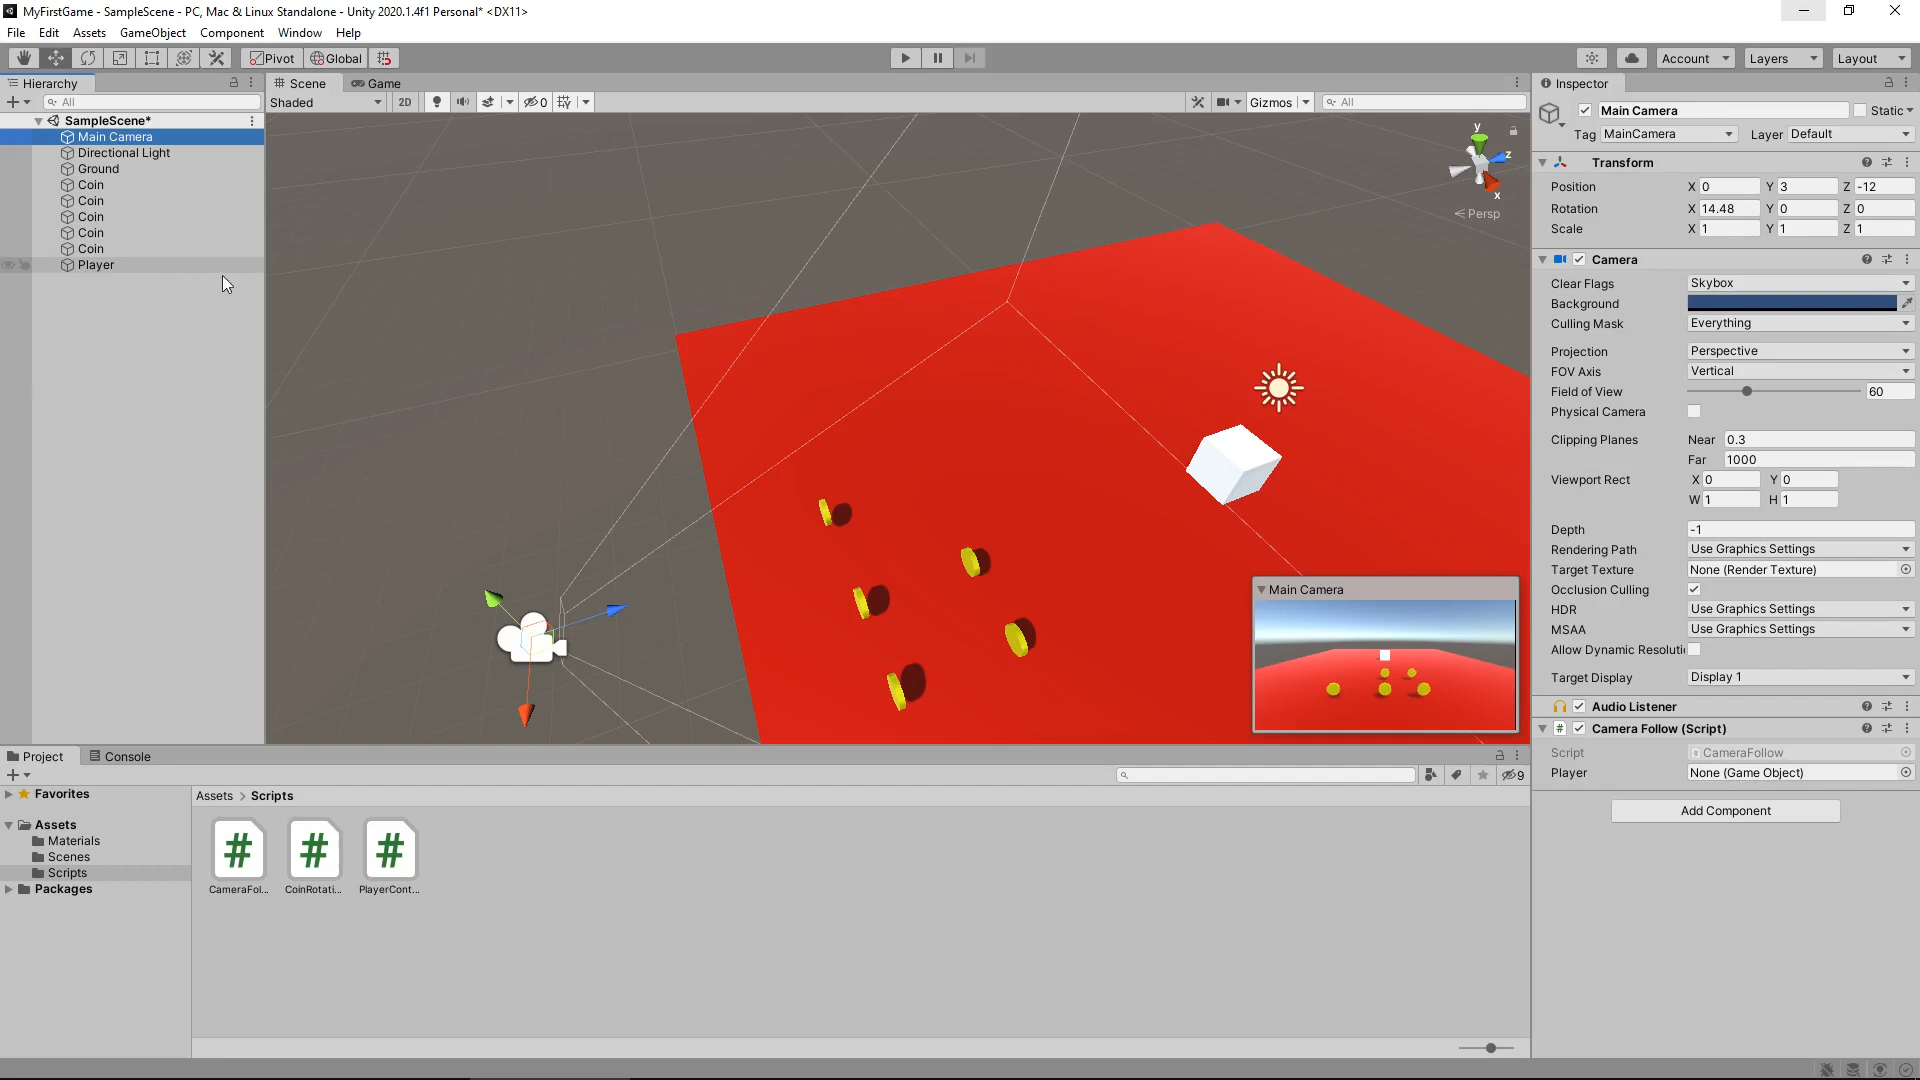 MyFirstGame - SampleScene - PC, Mac & Linux Standalone - Unity 2020.1.4f1 Personal* <DX11>
File Edit Assets GameObject Component Window Help
Pivot Global Account Layers Layout
Hierarchy
All
SampleScene*
Main Camera
Directional Light
Ground
Coin
Coin
Coin
Coin
Coin
Player
Scene Game
Shaded 2D 0 Gizmos All
y
z
x
Persp
Main Camera
Inspector
Main Camera Static
Tag MainCamera Layer Default
Transform
Position X 0 Y 3 Z -12
Rotation X 14.48 Y 0 Z 0
Scale X 1 Y 1 Z 1
Camera
Clear Flags Skybox
Background
Culling Mask Everything
Projection Perspective
FOV Axis Vertical
Field of View 60
Physical Camera
Clipping Planes Near 0.3
Far 1000
Viewport Rect X 0 Y 0
W 1 H 1
Depth -1
Rendering Path Use Graphics Settings
Target Texture None (Render Texture)
Occlusion Culling
HDR Use Graphics Settings
MSAA Use Graphics Settings
Allow Dynamic Resoluti
Target Display Display 1
Audio Listener
# Camera Follow (Script)
Script CameraFollow
Player None (Game Object)
Add Component
Project Console
9
Favorites
Assets
Materials
Scenes
Scripts
Packages
Assets > Scripts
# # #
CameraFol... CoinRotati... PlayerCont...